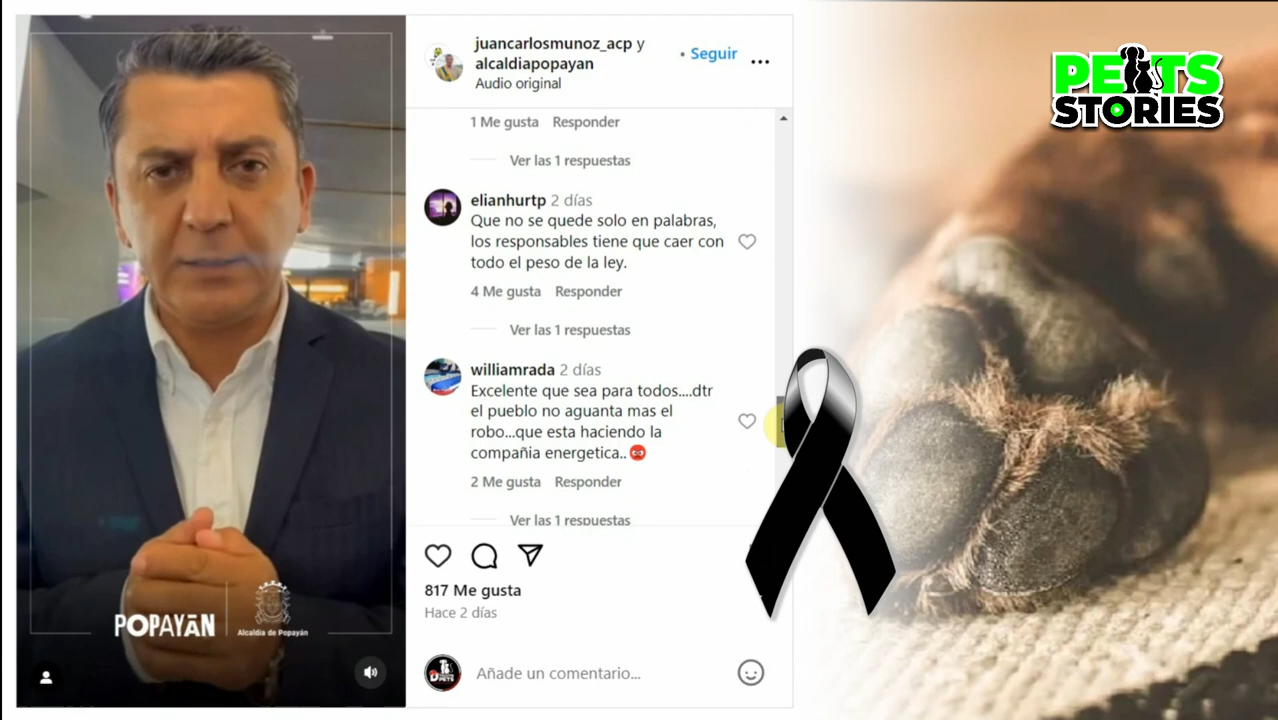 juancarlosmunoz_acp y
alcaldiapopayan
• Seguir
Audio original
1 Me gusta Responder
Ver las 1 respuestas
elianhurtp 2 días
Que no se quede solo en palabras,
los responsables tiene que caer con
todo el peso de la ley.
4 Me gusta Responder
Ver las 1 respuestas
williamrada 2 días
Excelente que sea para todos....dtr
el pueblo no aguanta mas el
robo...que esta haciendo la
compañia energetica..
2 Me gusta Responder
Ver las 1 respuestas
817 Me gusta
Hace 2 días
Añade un comentario...
POPAYĀN
Alcaldía de Popayán
PETS
STORIES